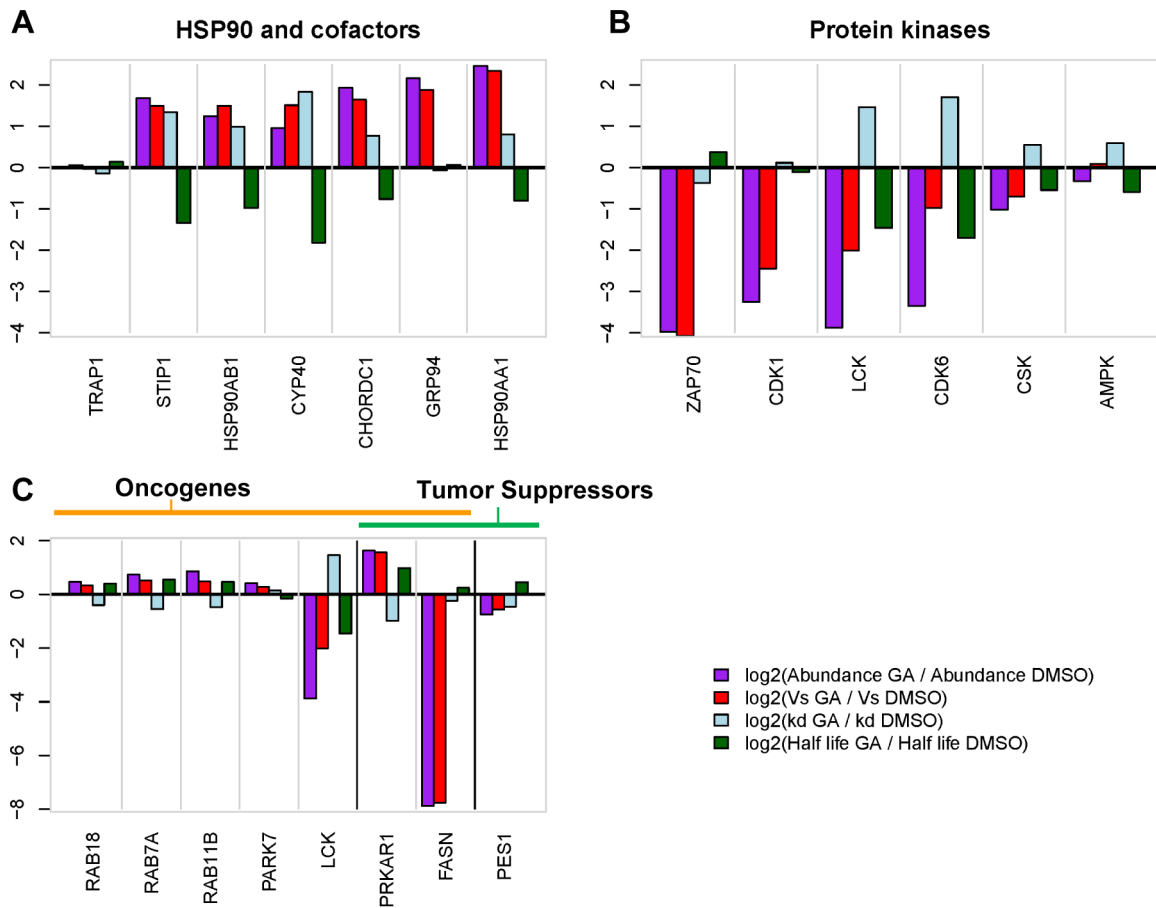 A
HSP90 and cofactors
2
1
0
−1
−2
−3
−4
TRAP1
STIP1
HSP90AB1
CYP40
CHORDC1
GRP94
HSP90AA1
B
Protein kinases
2
1
0
−1
−2
−3
−4
ZAP70
CDK1
LCK
CDK6
CSK
AMPK
C
Oncogenes
Tumor Suppressors
2
0
−2
−4
−6
−8
RAB18
RAB7A
RAB11B
PARK7
LCK
PRKAR1
FASN
PES1
log2(Abundance GA / Abundance DMSO)
log2(Vs GA / Vs DMSO)
log2(kd GA / kd DMSO)
log2(Half life GA / Half life DMSO)